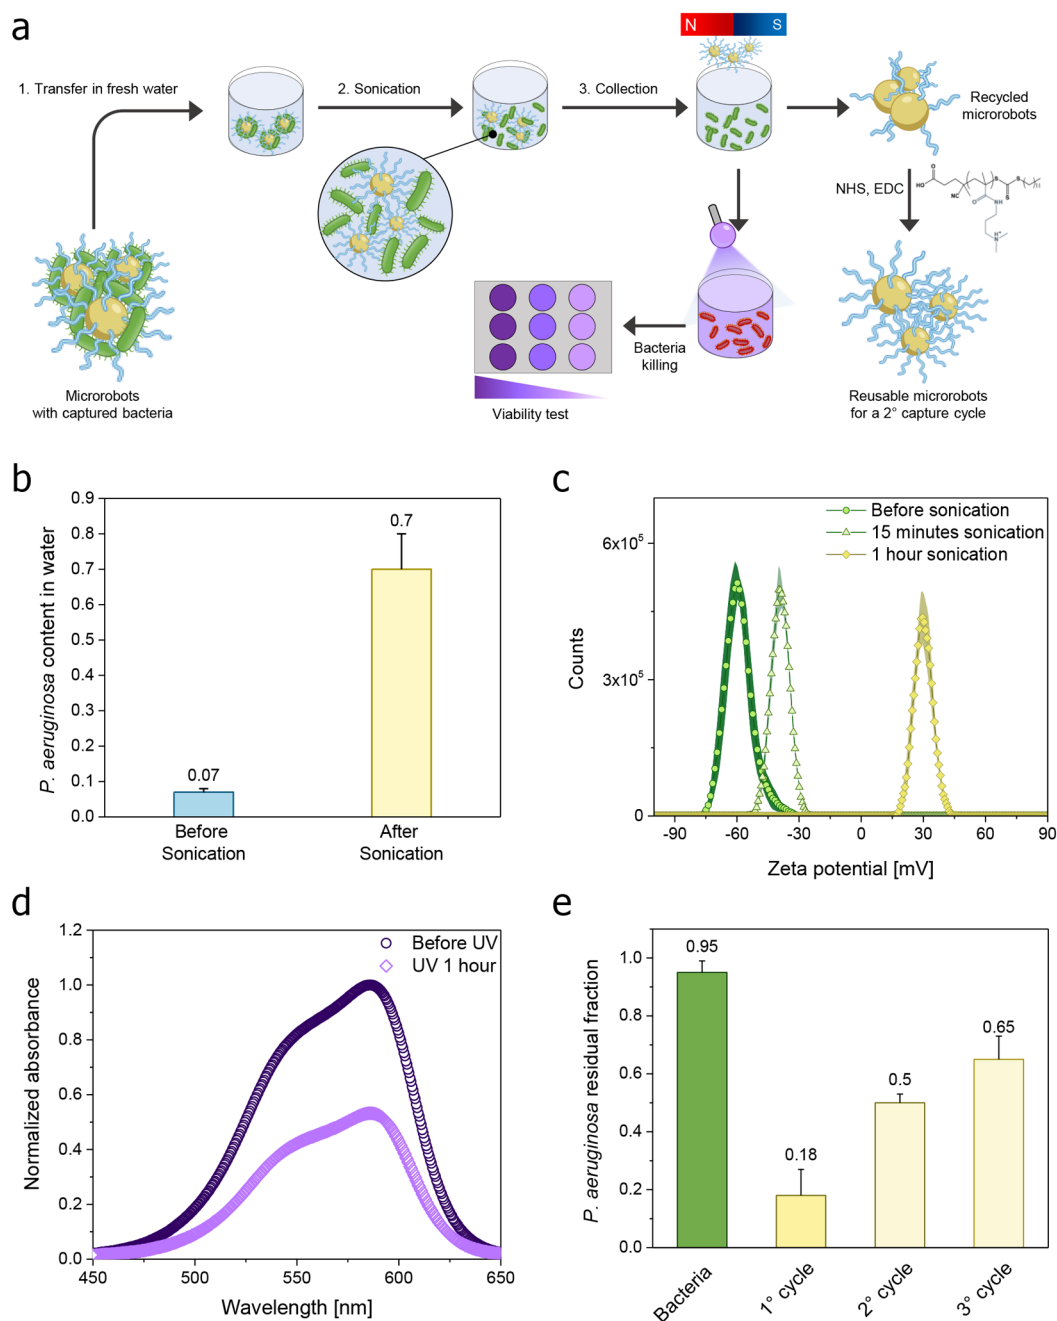 a
N
S
1. Transfer in fresh water
2. Sonication
3. Collection
Recycled
microrobots
NHS, EDC
HO
O
NC
O
NH
S
S
S
H⁺
N
Bacteria
killing
Viability test
Microrobots
with captured bacteria
Reusable microrobots
for a 2° capture cycle
b
P. aeruginosa content in water
0.9
0.8
0.7
0.6
0.5
0.4
0.3
0.2
0.1
0.0
0.07
0.7
Before
Sonication
After
Sonication
c
Before sonication
15 minutes sonication
1 hour sonication
Counts
6x10⁵
3x10⁵
0
-90
-60
-30
0
30
60
90
Zeta potential [mV]
d
Before UV
UV 1 hour
Normalized absorbance
1.2
1.0
0.8
0.6
0.4
0.2
0.0
450
500
550
600
650
Wavelength [nm]
e
P. aeruginosa residual fraction
1.0
0.8
0.6
0.4
0.2
0.0
0.95
0.18
0.5
0.65
Bacteria
1° cycle
2° cycle
3° cycle